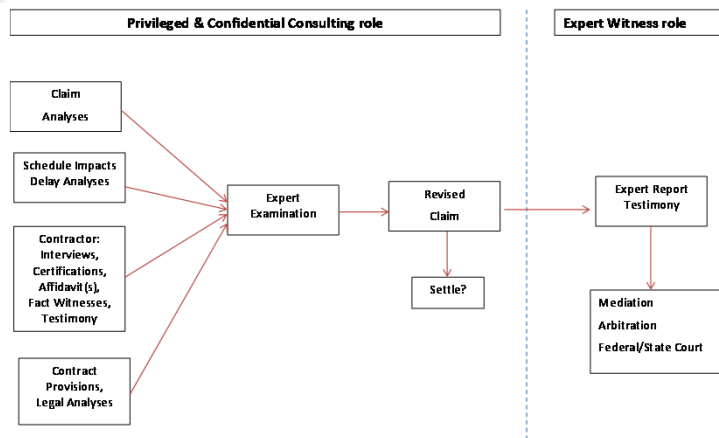 Privileged & Confidential Consulting role
Expert Witness role
Claim
Analyses
Schedule Impacts
Delay Analyses
Contractor:
Interviews,
Certifications,
Affidavit(s),
Fact Witnesses,
Testimony
Contract
Provisions,
Legal Analyses
Expert
Examination
Revised
Claim
Settle?
Expert Report
Testimony
Mediation
Arbitration
Federal/State Court